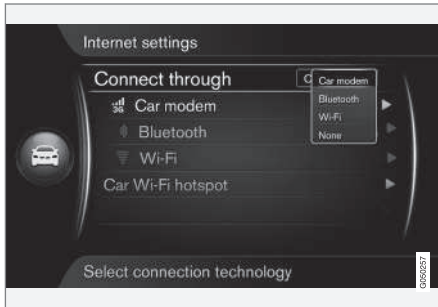 Internet settings
Connect through
C
Car modem
Bluetooth
Wi-Fi
None
3G Car modem
Bluetooth
Wi-Fi
Car Wi-Fi hotspot
Select connection technology
G050257